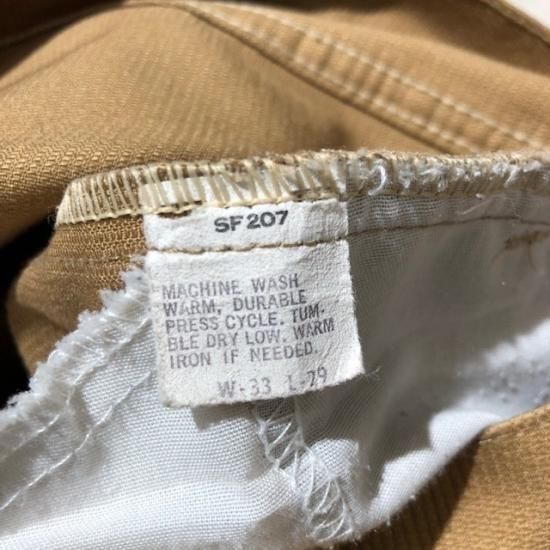 SF207
MACHINE WASH
WARM, DURABLE
PRESS CYCLE. TUM-
BLE DRY LOW. WARM
IRON IF NEEDED.
W-33 L-29